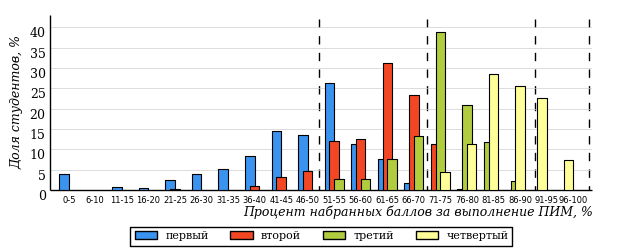 Доля студентов, %
40
35
30
25
20
15
10
5
0
0-5 6-10 11-15 16-20 21-25 26-30 31-35 36-40 41-45 46-50 51-55 56-60 61-65 66-70 71-75 76-80 81-85 86-90 91-95 96-100
Процент набранных баллов за выполнение ПИМ, %
первый второй третий четвертый